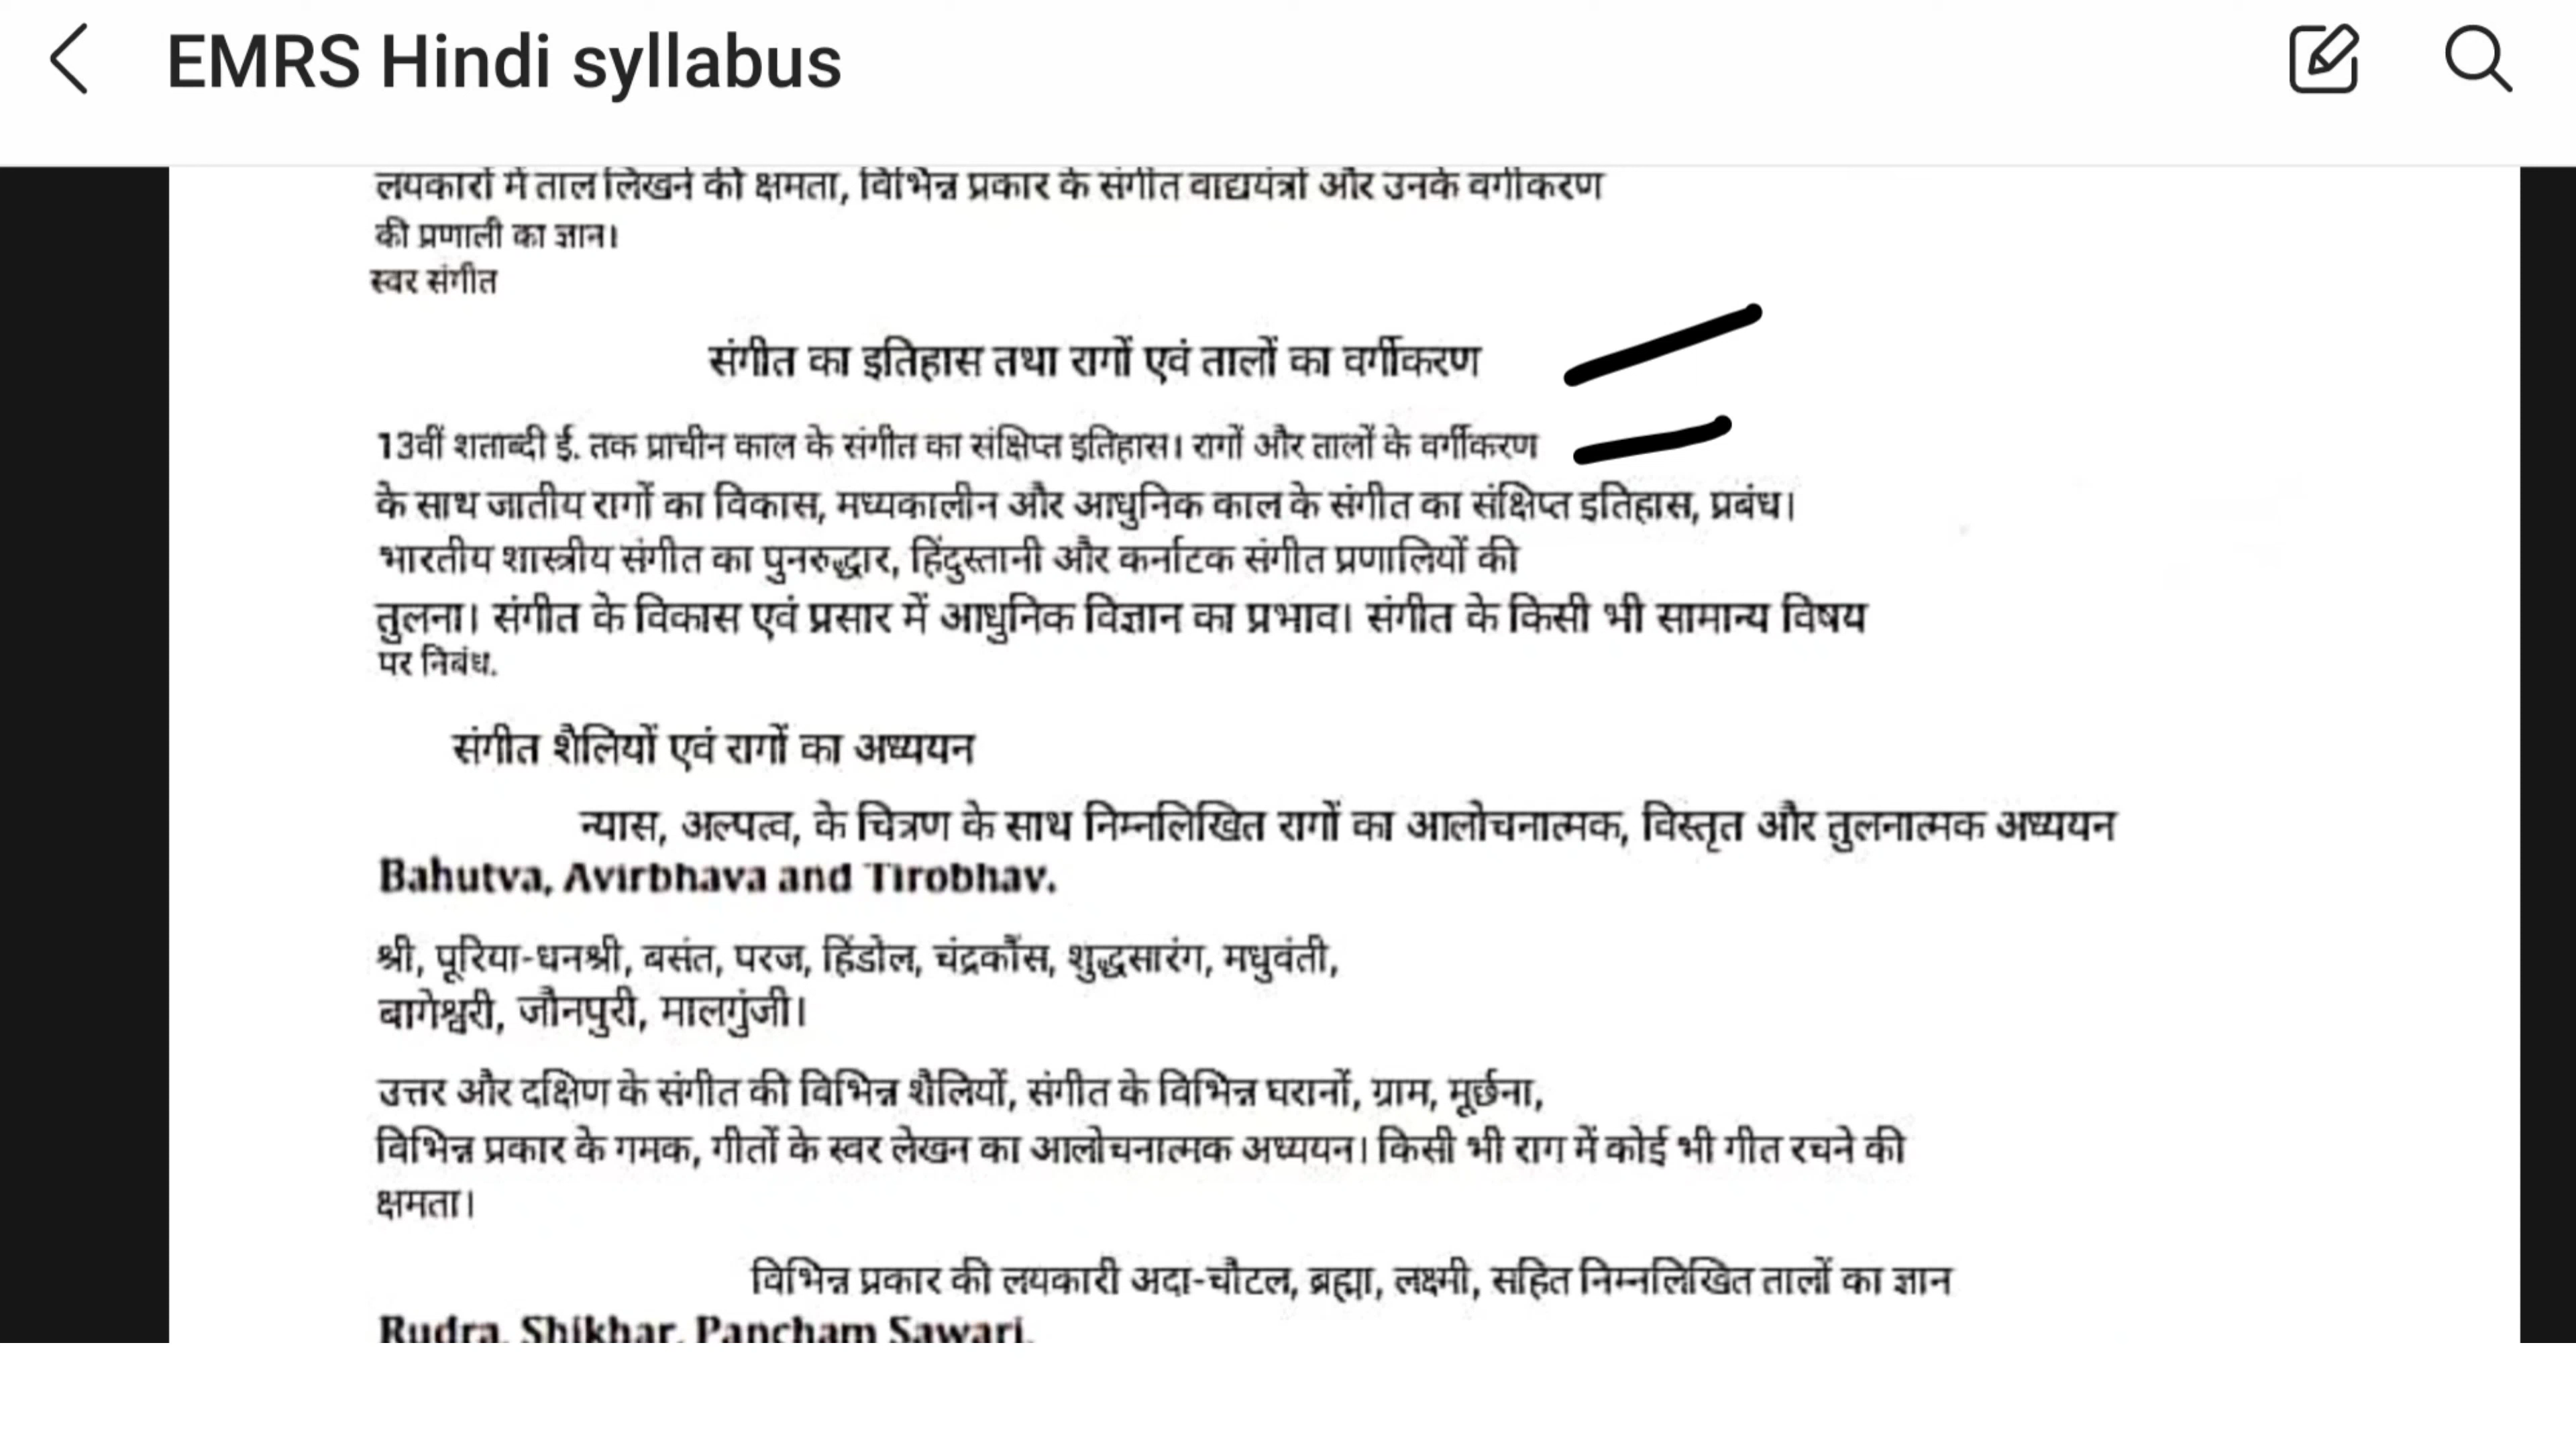 EMRS Hindi syllabus
लयकारों में ताल लिखने की क्षमता, विभिन्न प्रकार के संगीत वाद्ययंत्रों और उनके वर्गीकरण
की प्रणाली का ज्ञान।
स्वर संगीत
संगीत का इतिहास तथा रागों एवं तालों का वर्गीकरण
13वीं शताब्दी ई. तक प्राचीन काल के संगीत का संक्षिप्त इतिहास। रागों और तालों के वर्गीकरण
के साथ जातीय रागों का विकास, मध्यकालीन और आधुनिक काल के संगीत का संक्षिप्त इतिहास, प्रबंध।
भारतीय शास्त्रीय संगीत का पुनरुद्धार, हिंदुस्तानी और कर्नाटक संगीत प्रणालियों की
तुलना। संगीत के विकास एवं प्रसार में आधुनिक विज्ञान का प्रभाव। संगीत के किसी भी सामान्य विषय
पर निबंध.
संगीत शैलियों एवं रागों का अध्ययन
न्यास, अल्पत्व, के चित्रण के साथ निम्नलिखित रागों का आलोचनात्मक, विस्तृत और तुलनात्मक अध्ययन
Bahutva, Avirbhava and Tirobhav.
श्री, पूरिया-धनश्री, बसंत, परज, हिंडोल, चंद्रकौंस, शुद्धसारंग, मधुवंती,
बागेश्वरी, जौनपुरी, मालगुंजी।
उत्तर और दक्षिण के संगीत की विभिन्न शैलियों, संगीत के विभिन्न घरानों, ग्राम, मूर्छना,
विभिन्न प्रकार के गमक, गीतों के स्वर लेखन का आलोचनात्मक अध्ययन। किसी भी राग में कोई भी गीत रचने की
क्षमता।
विभिन्न प्रकार की लयकारी अदा-चौटल, ब्रह्मा, लक्ष्मी, सहित निम्नलिखित तालों का ज्ञान
Rudra, Shikhar, Pancham Sawari.